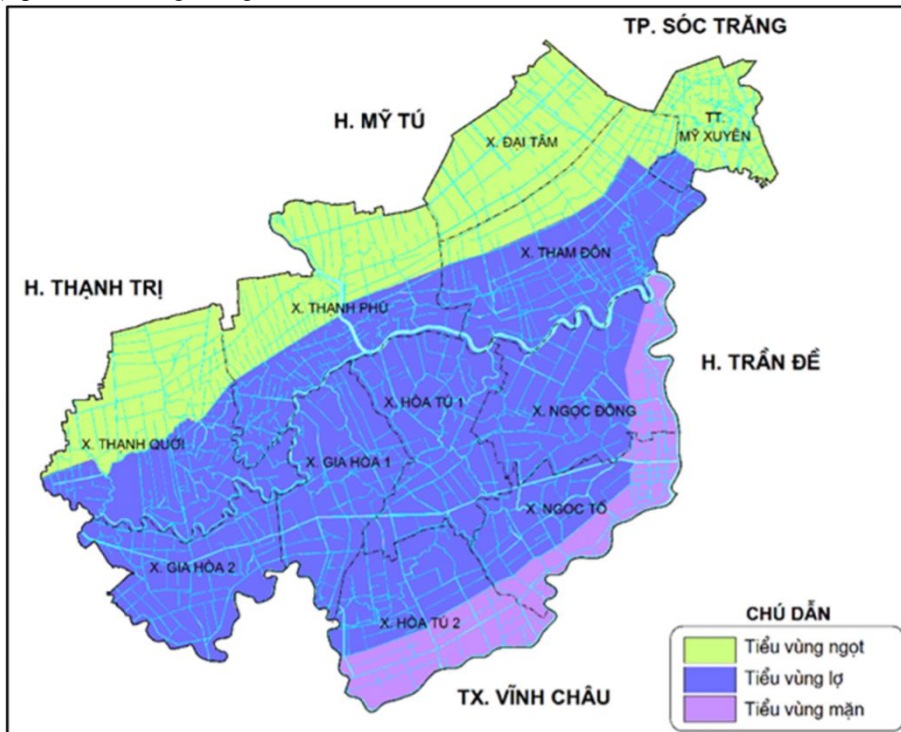 TP. SÓC TRĂNG
H. MỸ TÚ
TT.
MỸ XUYÊN
X. ĐẠI TÂM
X. THAM ĐÔN
H. THẠNH TRỊ
X. THẠNH PHÚ
H. TRẦN ĐỀ
X. HÒA TÚ 1
X. NGỌC ĐÔNG
X. THẠNH QUỚI
X. GIA HÒA 1
X. NGỌC TỐ
X. GIA HÒA 2
X. HÒA TÚ 2
CHÚ DẪN
Tiểu vùng ngọt
Tiểu vùng lợ
Tiểu vùng mặn
TX. VĨNH CHÂU